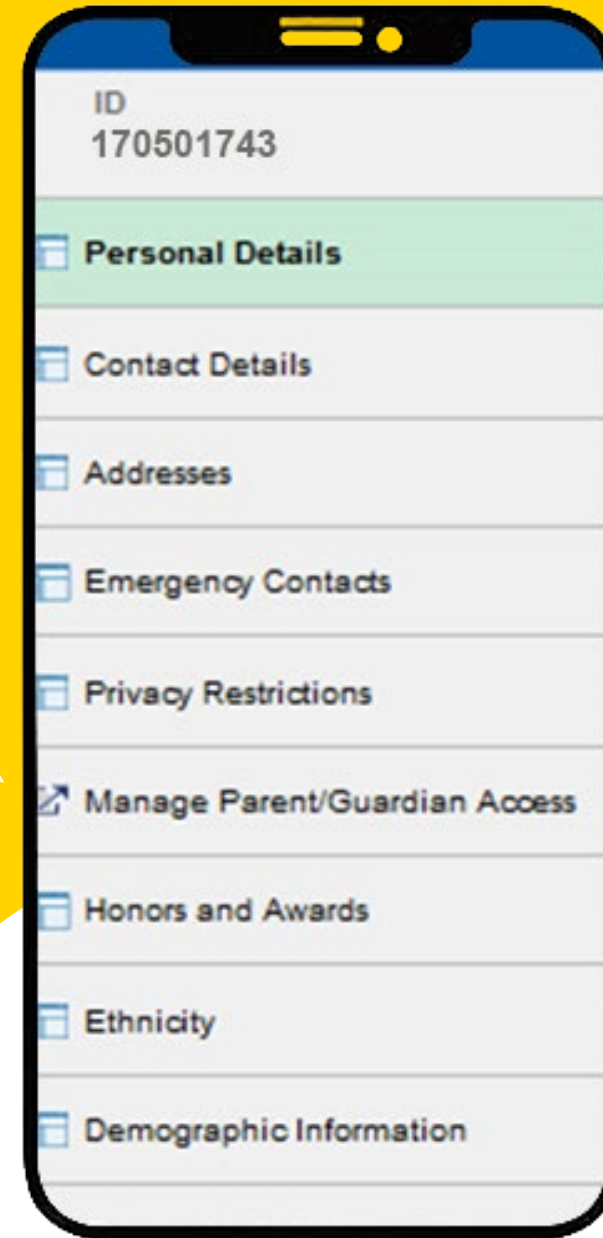 ID
170501743
Personal Details
Contact Details
Addresses
Emergency Contacts
Privacy Restrictions
Manage Parent/Guardian Access
Honors and Awards
Ethnicity
Demographic Information